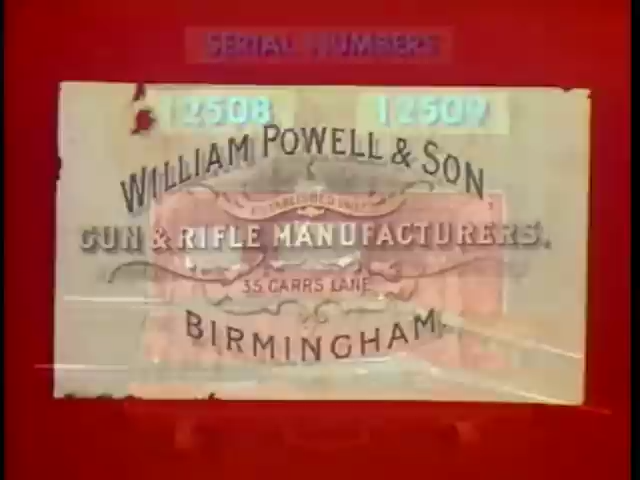 SERIAL NUMBERS
12508 12509
WILLIAM POWELL & SON
GUN & RIFLE MANUFACTURERS.
35 CARRS LANE
BIRMINGHAM.